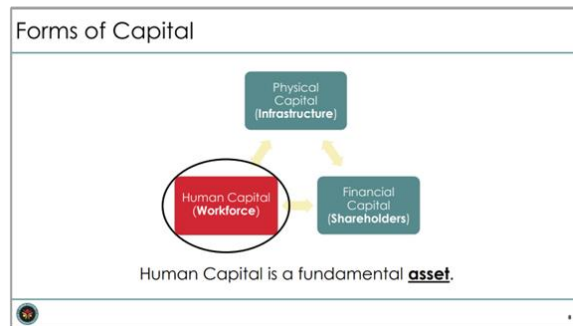 Forms of Capital
Physical
Capital
(Infrastructure)
Human Capital
(Workforce)
Financial
Capital
(Shareholders)
Human Capital is a fundamental asset.